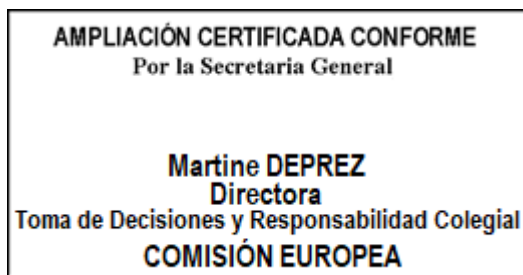 AMPLIACIÓN CERTIFICADA CONFORME
Por la Secretaria General
Martine DEPREZ
Directora
Toma de Decisiones y Responsabilidad Colegial
COMISIÓN EUROPEA